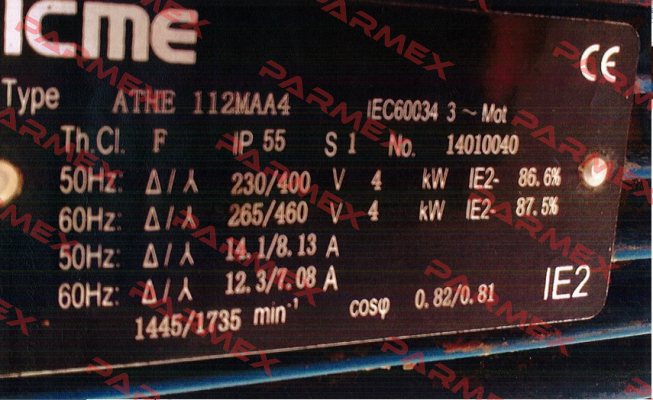 ICME
CE
Type ATHE 112MAA4 IEC60034 3 ~ Mot
Th.Cl. F IP 55 S 1 No. 14010040
50Hz: Δ/⅄ 230/400 V 4 kW IE2- 86.6%
60Hz: Δ/⅄ 265/460 V 4 kW IE2- 87.5%
50Hz: Δ/⅄ 14.1/8.13 A
60Hz: Δ/⅄ 12.3/7.08 A
1445/1735 min⁻¹ cosφ 0.82/0.81 IE2
PARMEX